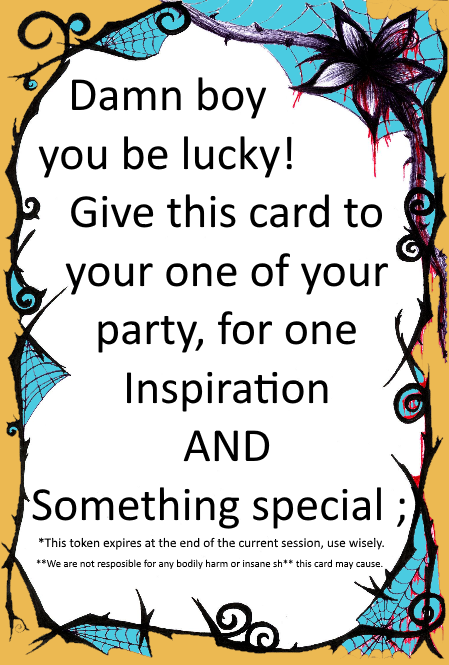 Damn boy
you be lucky!
Give this card to
your one of your
party, for one
Inspiration
AND
Something special ;
*This token expires at the end of the current session, use wisely.
**We are not resposible for any bodily harm or insane sh** this card may cause.